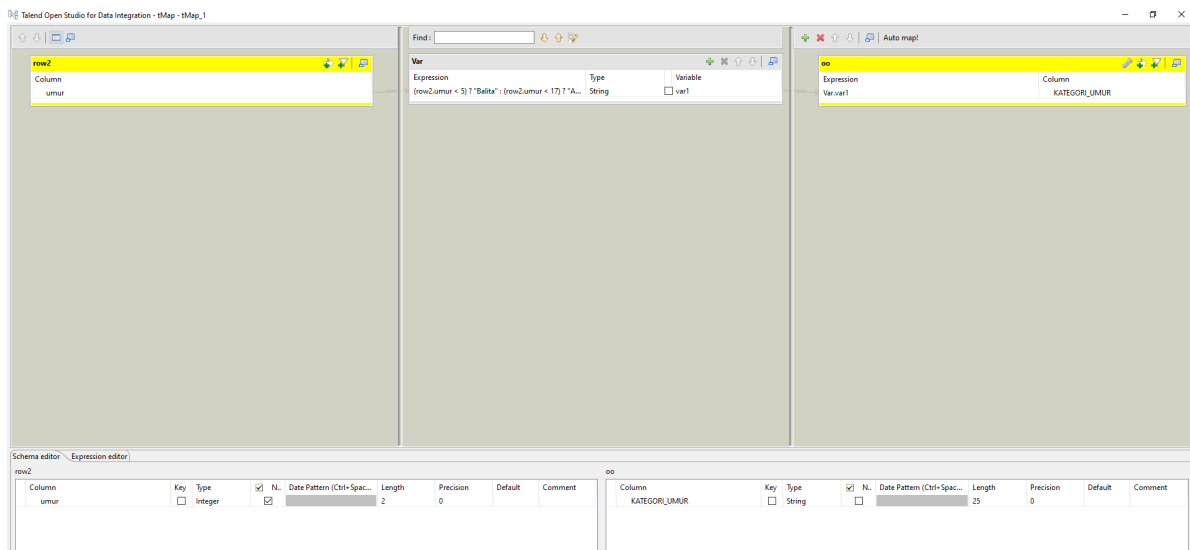 Talend Open Studio for Data Integration - tMap - tMap_1
Find :
Auto map!
row2
Column
umur
Var
Expression Type Variable
(row2.umur < 5) ? "Balita" : (row2.umur < 17) ? "A... String var1
oo
Expression Column
Var.var1 KATEGORI_UMUR
Schema editor Expression editor
row2
Column Key Type N.. Date Pattern (Ctrl+Spac... Length Precision Default Comment
umur Integer 2 0
oo
Column Key Type N.. Date Pattern (Ctrl+Spac... Length Precision Default Comment
KATEGORI_UMUR String 25 0